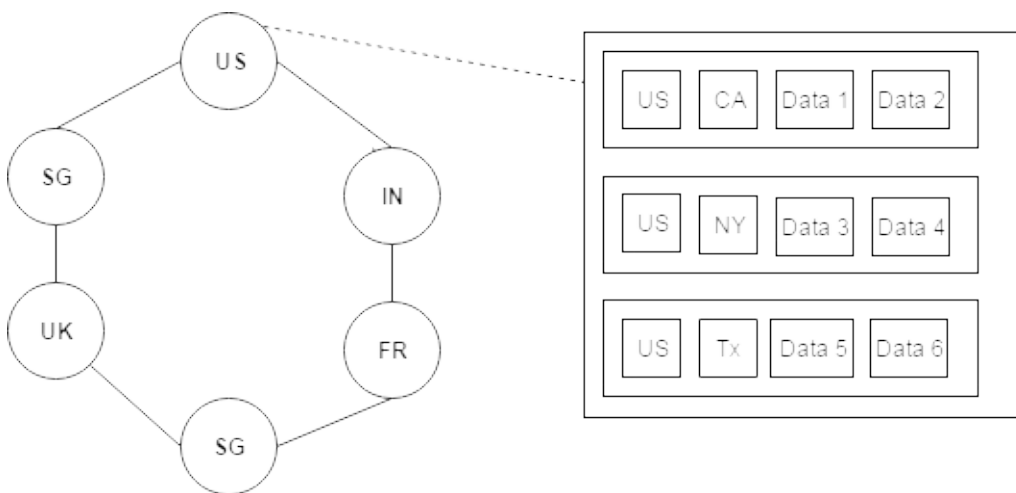 US
SG
IN
UK
FR
SG
US CA Data 1 Data 2
US NY Data 3 Data 4
US Tx Data 5 Data 6